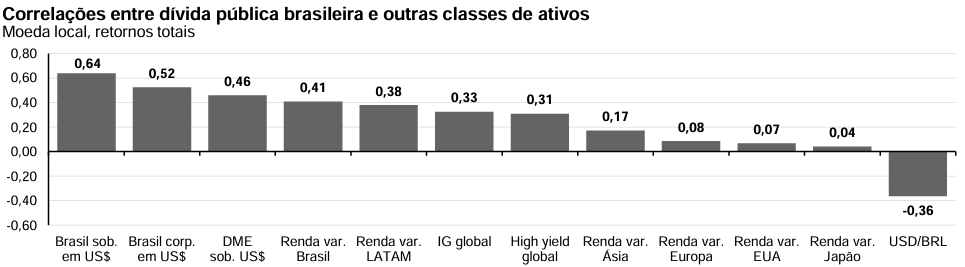 Correlações entre dívida pública brasileira e outras classes de ativos
Moeda local, retornos totais
0,80
0,60
0,40
0,20
0,00
-0,20
-0,40
-0,60
0,64
0,52
0,46
0,41
0,38
0,33
0,31
0,17
0,08
0,07
0,04
-0,36
Brasil sob.
em US$
Brasil corp.
em US$
DME
sob. US$
Renda var.
Brasil
Renda var.
LATAM
IG global
High yield
global
Renda var.
Ásia
Renda var.
Europa
Renda var.
EUA
Renda var.
Japão
USD/BRL